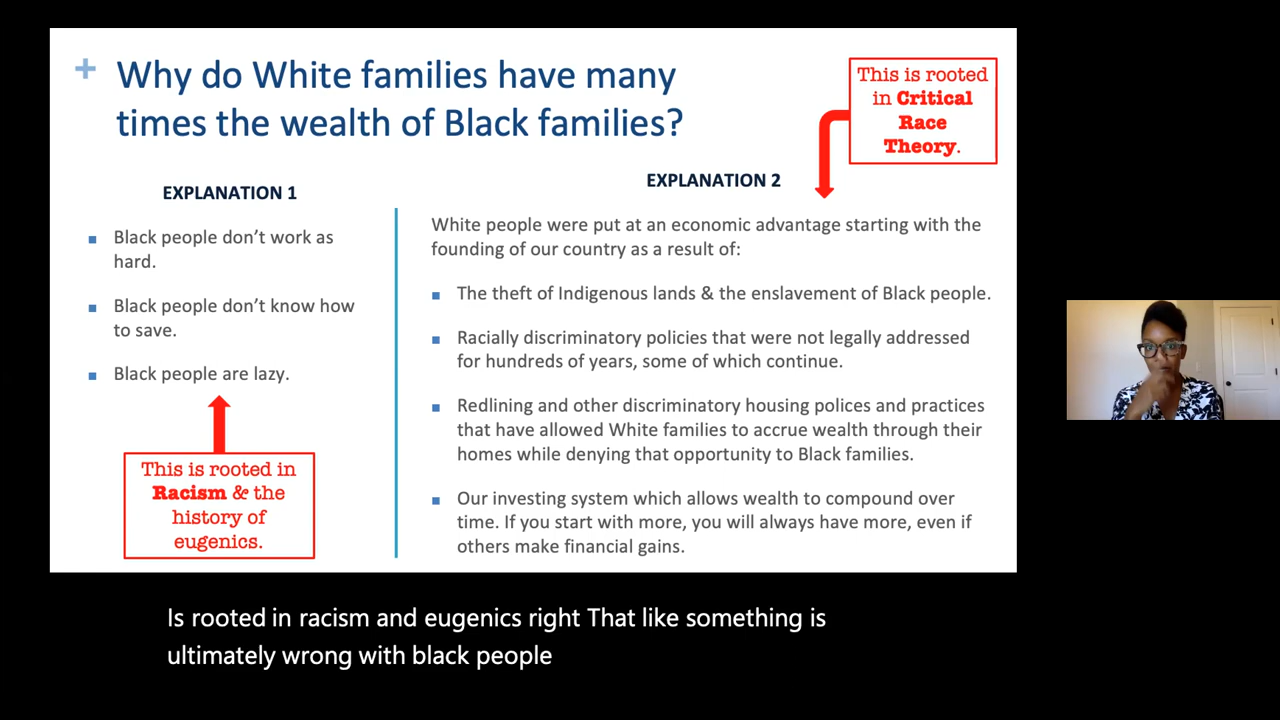 + Why do White families have many
times the wealth of Black families?
This is rooted
in Critical
Race
Theory.
EXPLANATION 1
▪ Black people don’t work as
hard.
▪ Black people don’t know how
to save.
▪ Black people are lazy.
This is rooted in
Racism & the
history of
eugenics.
EXPLANATION 2
White people were put at an economic advantage starting with the
founding of our country as a result of:
▪ The theft of Indigenous lands & the enslavement of Black people.
▪ Racially discriminatory policies that were not legally addressed
for hundreds of years, some of which continue.
▪ Redlining and other discriminatory housing polices and practices
that have allowed White families to accrue wealth through their
homes while denying that opportunity to Black families.
▪ Our investing system which allows wealth to compound over
time. If you start with more, you will always have more, even if
others make financial gains.
Is rooted in racism and eugenics right That like something is
ultimately wrong with black people